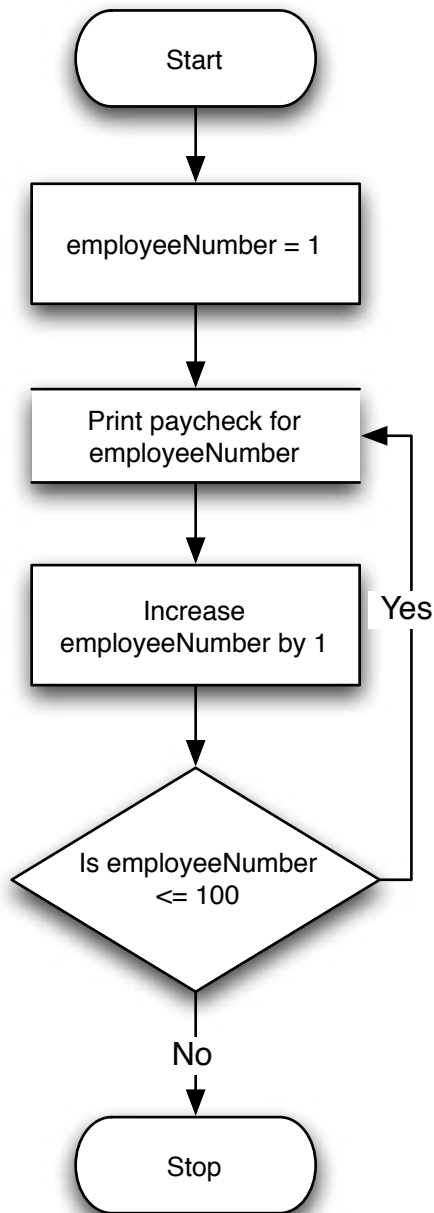 Start
employeeNumber = 1
Print paycheck for
employeeNumber
Increase
employeeNumber by 1
Yes
Is employeeNumber
<= 100
No
Stop